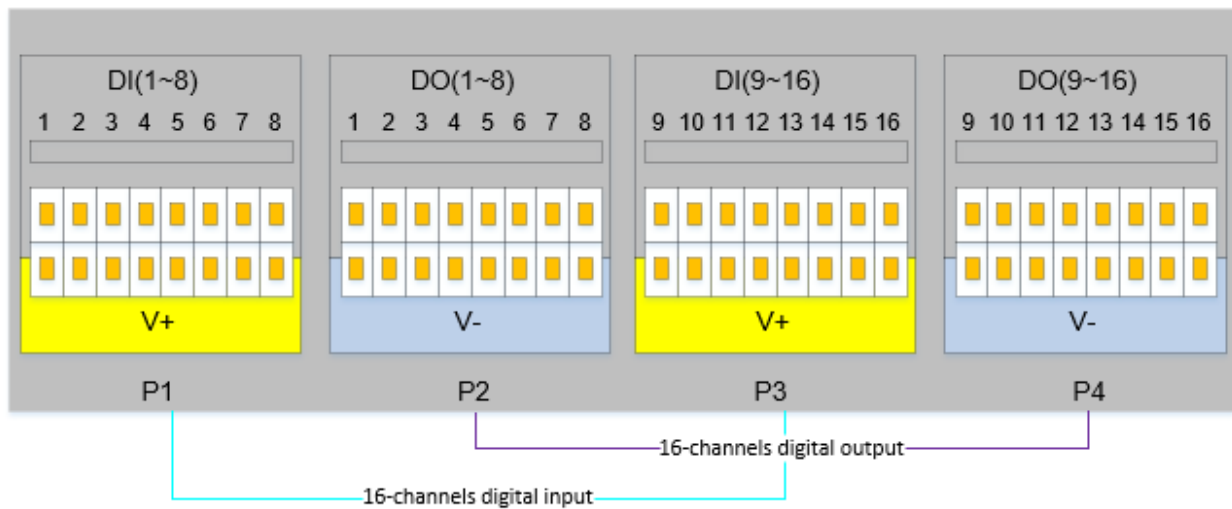 DI(1~8) DO(1~8) DI(9~16) DO(9~16)
1 2 3 4 5 6 7 8 1 2 3 4 5 6 7 8 9 10 11 12 13 14 15 16 9 10 11 12 13 14 15 16
V+ V- V+ V-
P1 P2 P3 P4
16-channels digital output
16-channels digital input